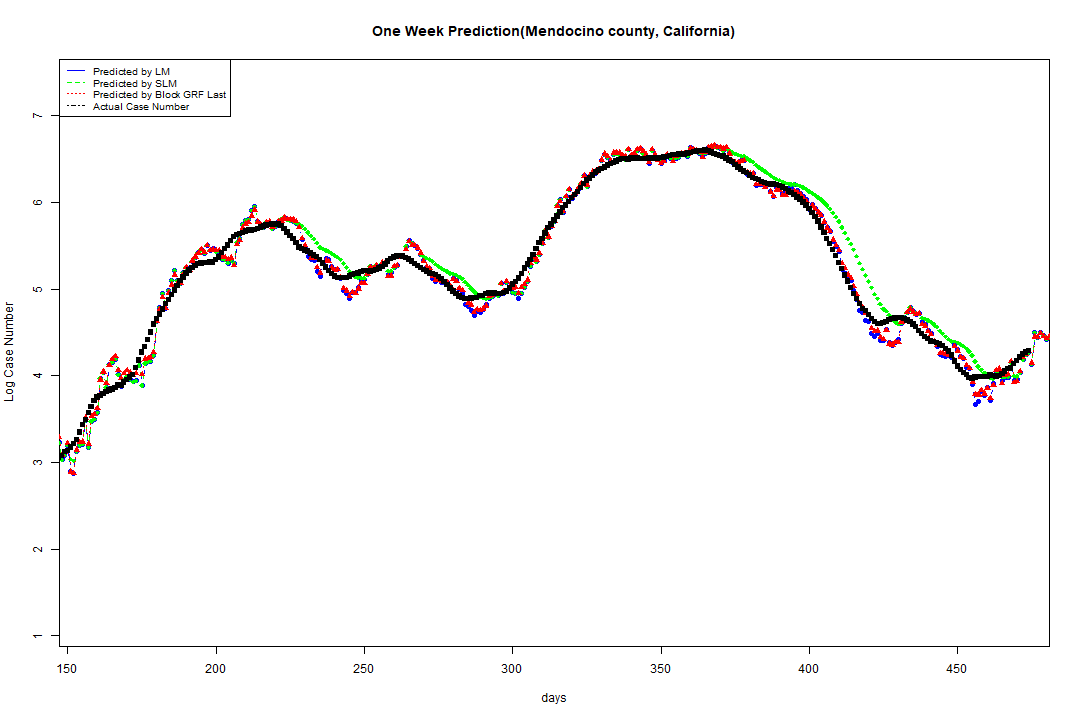 One Week Prediction(Mendocino county, California)
Predicted by LM
Predicted by SLM
Predicted by Block GRF Last
Actual Case Number
7
6
5
4
3
2
1
Log Case Number
150 200 250 300 350 400 450
days